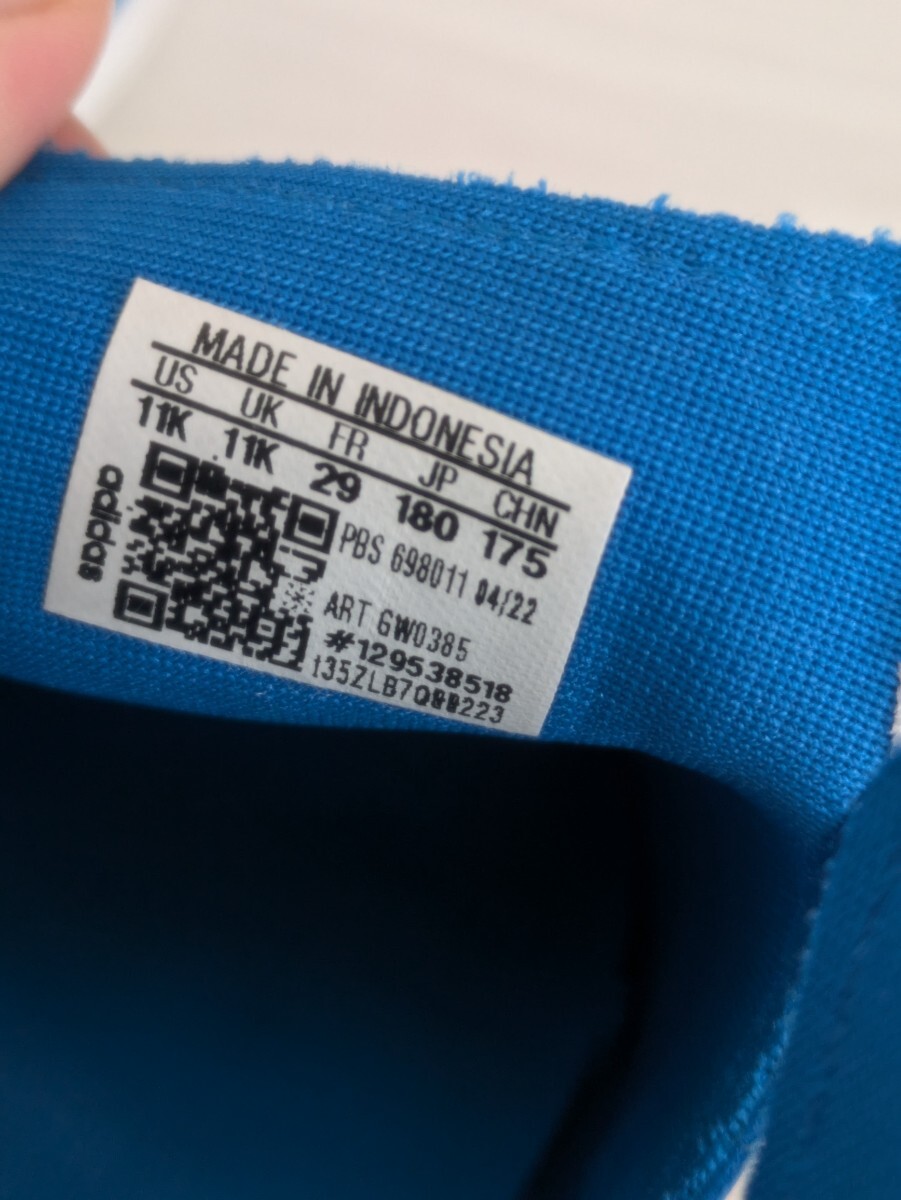 MADE IN INDONESIA
US UK FR JP CHN
11K 11K 29 180 175
PBS 698011 04/22
ART GW0385
#129538518
adidas